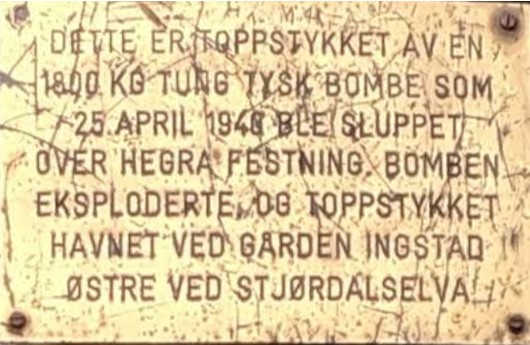 DETTE ER TOPPSTYKKET AV EN
1800 KG TUNG TYSK BOMBE SOM
25. APRIL 1940 BLE SLUPPET
OVER HEGRA FESTNING. BOMBEN
EKSPLODERTE, OG TOPPSTYKKET
HAVNET VED GARDEN INGSTAD
ØSTRE VED STJØRDALSELVA